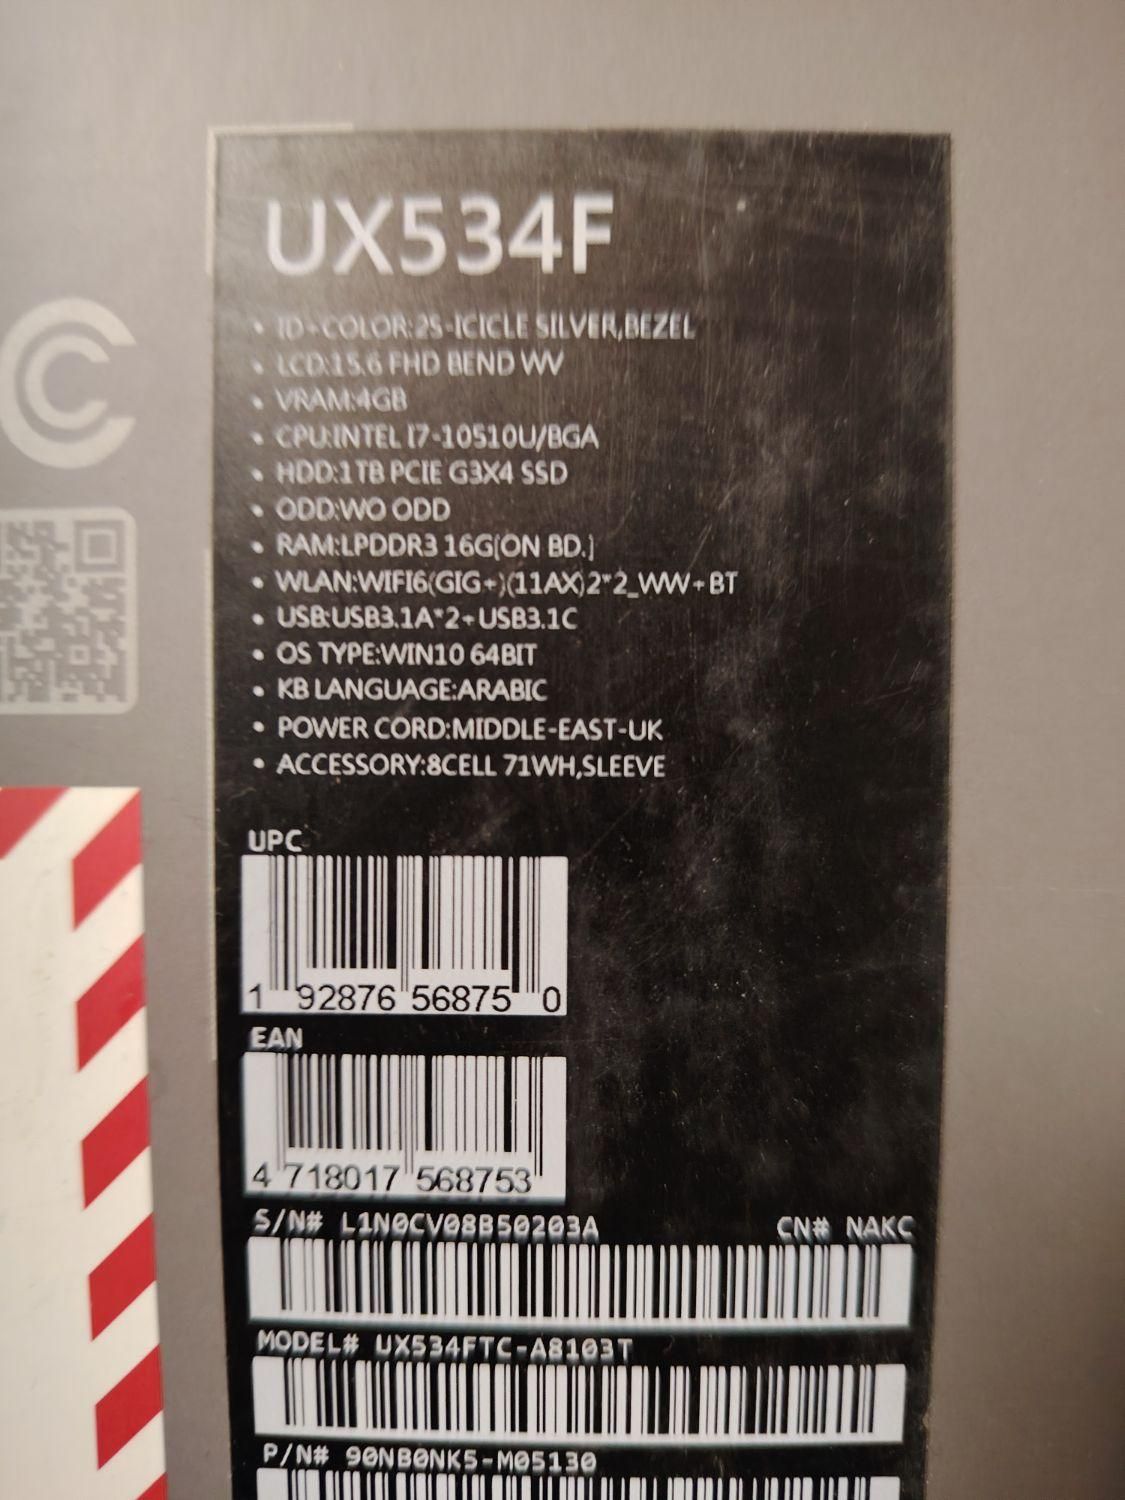 UX534F
• ID-COLOR:2S-ICICLE SILVER,BEZEL
• LCD:15.6 FHD BEND WV
• VRAM:4GB
• CPU:INTEL I7-10510U/BGA
• HDD:1TB PCIE G3X4 SSD
• ODD:WO ODD
• RAM:LPDDR3 16G(ON BD.)
• WLAN:WIFI6(GIG+)(11AX)2*2_WW+BT
• USB:USB3.1A*2+USB3.1C
• OS TYPE:WIN10 64BIT
• KB LANGUAGE:ARABIC
• POWER CORD:MIDDLE-EAST-UK
• ACCESSORY:8CELL 71WH,SLEEVE
UPC
1 92876 56875 0
EAN
4 718017 568753
S/N# L1N0CV08B50203A CN# NAKC
MODEL# UX534FTC-A8103T
P/N# 90NB0NK5-M05130